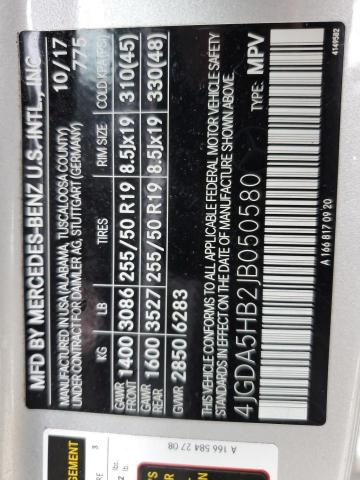 MFD BY MERCEDES-BENZ U.S. INTL., INC.
MANUFACTURED IN USA (ALABAMA, TUSCALOOSA COUNTY) 10/17
UNDER CONTRACT FOR DAIMLER AG, STUTTGART (GERMANY) 775
KG LB TIRES RIM SIZE COLD KPA (PSI)
GAWR FRONT 1400 3086 255/50 R19 8.5Jx19 310(45)
GAWR REAR 1600 3527 255/50 R19 8.5Jx19 330(48)
GVWR 2850 6283
THIS VEHICLE CONFORMS TO ALL APPLICABLE FEDERAL MOTOR VEHICLE SAFETY
STANDARDS IN EFFECT ON THE DATE OF MANUFACTURE SHOWN ABOVE.
4JGDA5HB2JB050580 TYPE: MPV
A 166 817 09 20
4149582
A 166 584 27 08